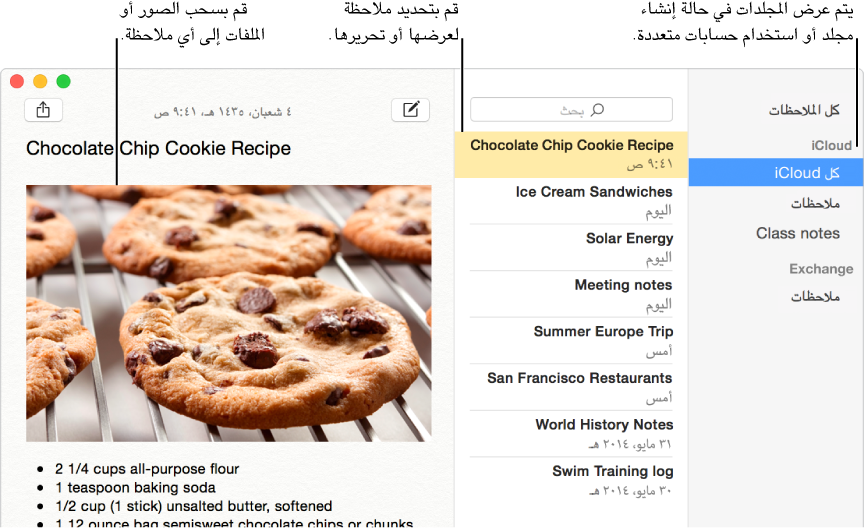 يتم عرض المجلدات في حالة إنشاء
مجلد أو استخدام حسابات متعددة.
قم بتحديد ملاحظة
لعرضها أو تحريرها.
قم بسحب الصور أو
الملفات إلى أي ملاحظة.
كل الملاحظات
iCloud
كل iCloud
ملاحظات
Class notes
Exchange
ملاحظات
بحث
Chocolate Chip Cookie Recipe
٩:٤١ ص
Ice Cream Sandwiches
اليوم
Solar Energy
اليوم
Meeting notes
اليوم
Summer Europe Trip
أمس
San Francisco Restaurants
أمس
World History Notes
٣١ مايو، ٢٠١٤ هـ
Swim Training log
٣٠ مايو، ٢٠١٤ هـ
٤ شعبان، ١٤٣٥ هـ، ٩:٤١ ص
Chocolate Chip Cookie Recipe
• 2 1/4 cups all-purpose flour
• 1 teaspoon baking soda
• 1/2 cup (1 stick) unsalted butter, softened
• 1 12 ounce bag semisweet chocolate chips or chunks